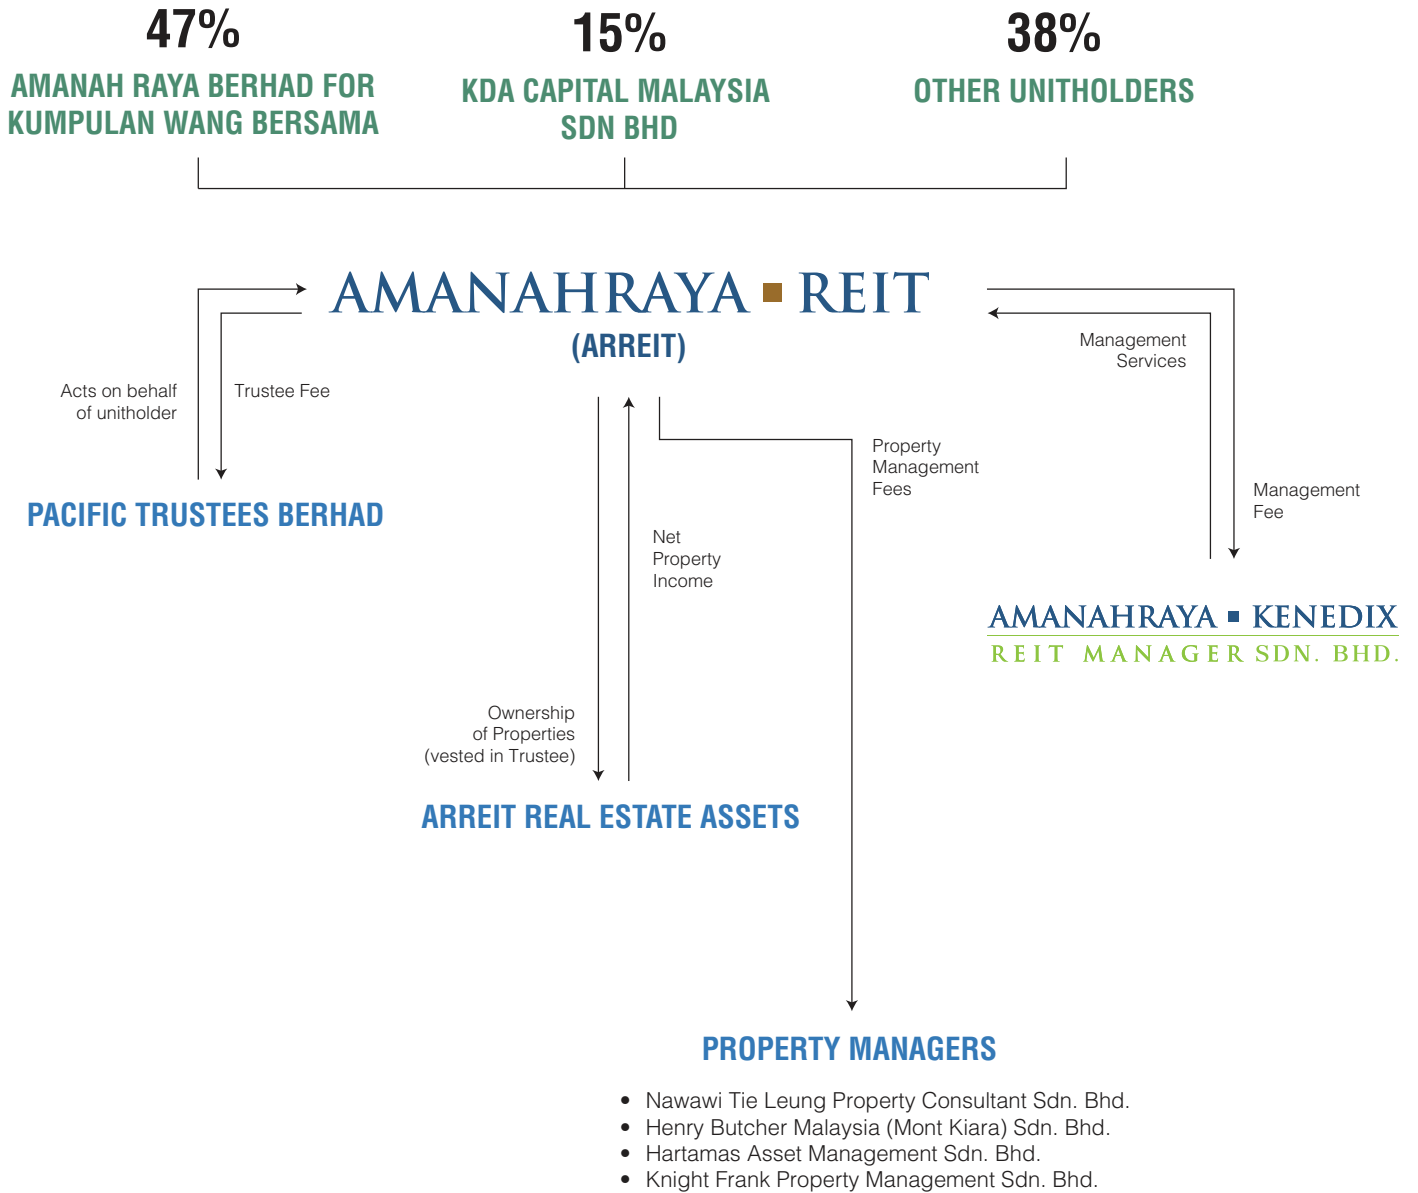 47%
AMANAH RAYA BERHAD FOR
KUMPULAN WANG BERSAMA
15%
KDA CAPITAL MALAYSIA
SDN BHD
38%
OTHER UNITHOLDERS
AMANAHRAYA ▪ REIT
(ARREIT)
Acts on behalf
of unitholder
Trustee Fee
PACIFIC TRUSTEES BERHAD
Management
Services
Management
Fee
AMANAHRAYA ▪ KENEDIX
REIT MANAGER SDN. BHD.
Property
Management
Fees
Net
Property
Income
Ownership
of Properties
(vested in Trustee)
ARREIT REAL ESTATE ASSETS
PROPERTY MANAGERS
• Nawawi Tie Leung Property Consultant Sdn. Bhd.
• Henry Butcher Malaysia (Mont Kiara) Sdn. Bhd.
• Hartamas Asset Management Sdn. Bhd.
• Knight Frank Property Management Sdn. Bhd.